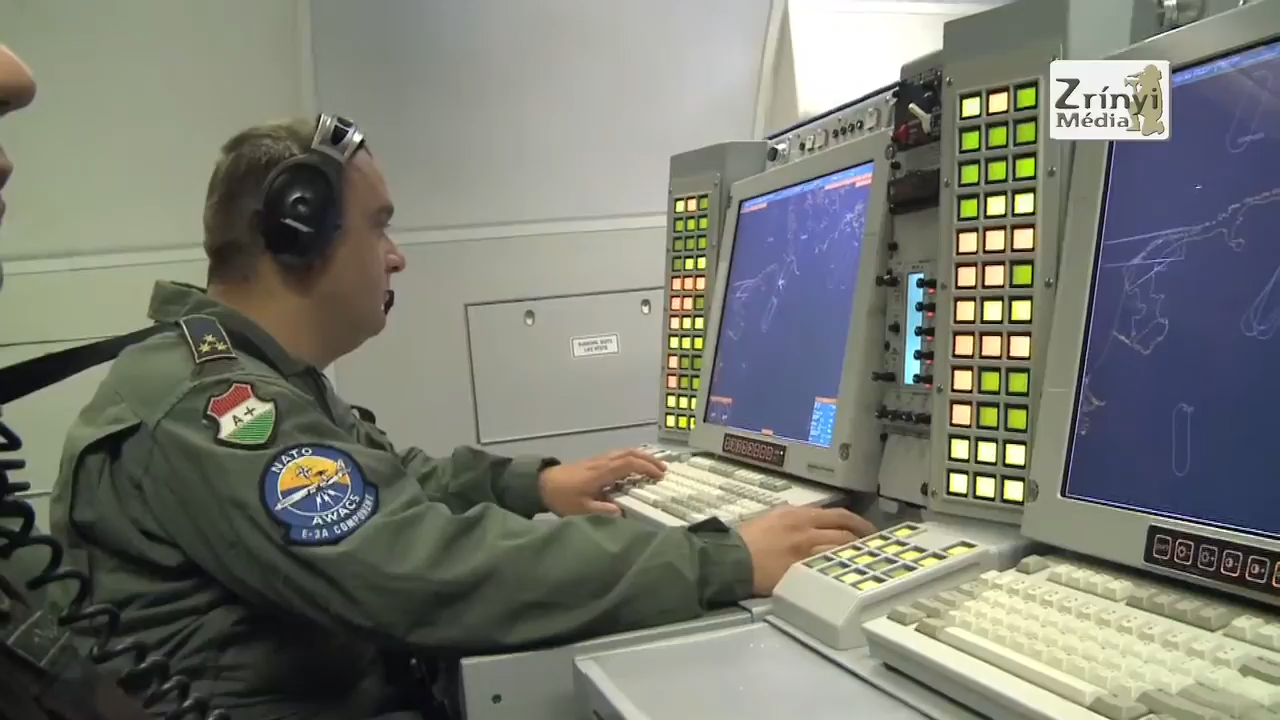 Zrínyi
Média
A+
NATO
AWACS
E-3A COMPONENT